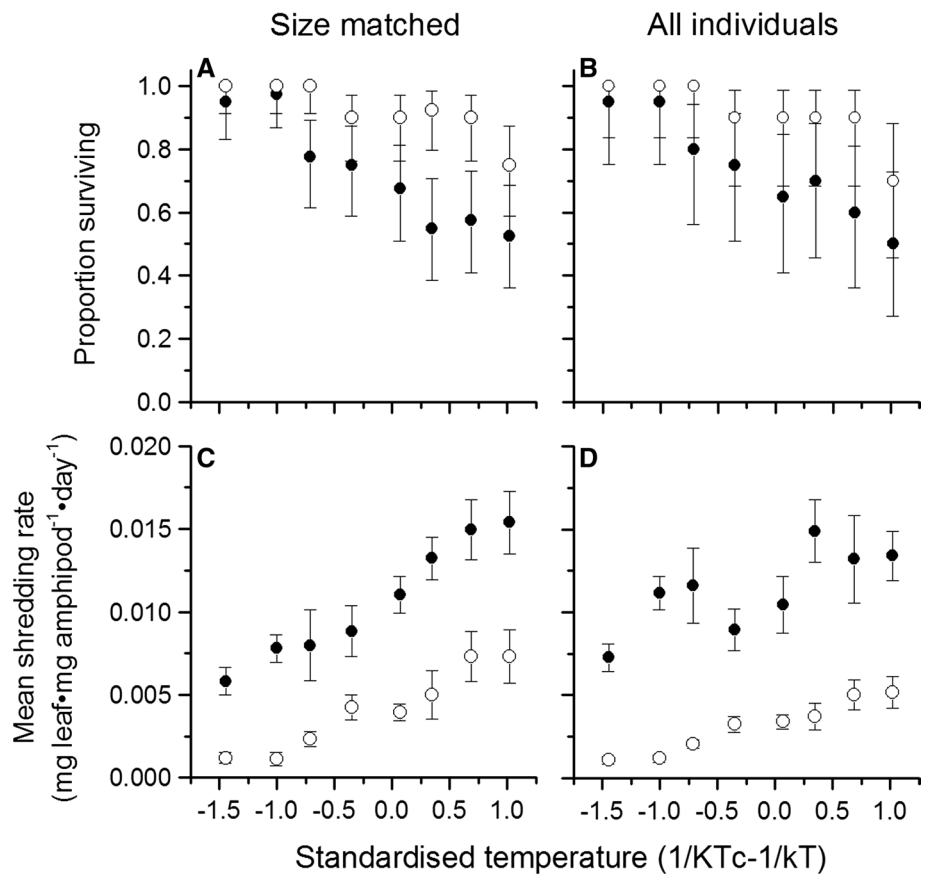 Size matched
All individuals
A
B
Proportion surviving
1.0
0.8
0.6
0.4
0.2
0.0
C
D
Mean shredding rate
(mg leaf•mg amphipod⁻¹•day⁻¹)
0.020
0.015
0.010
0.005
0.000
-1.5 -1.0 -0.5 0.0 0.5 1.0
-1.5 -1.0 -0.5 0.0 0.5 1.0
Standardised temperature (1/KTc-1/kT)